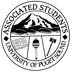 ASSOCIATED STUDENTS
UNIVERSITY OF PUGET SOUND